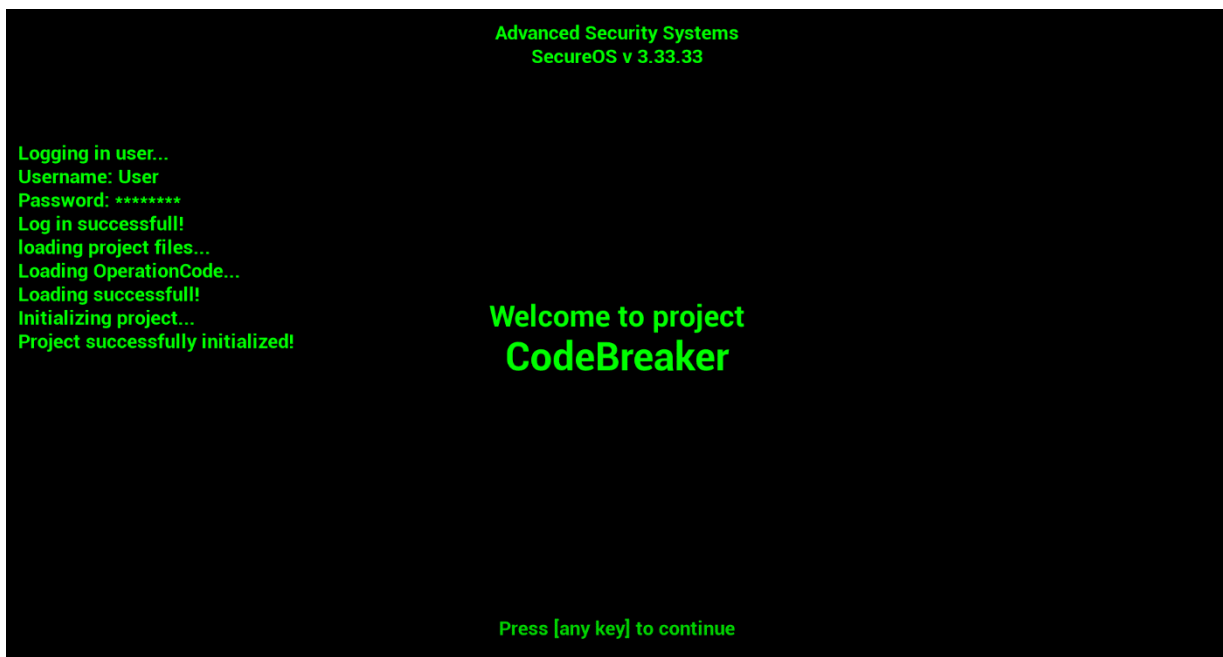 Advanced Security Systems
SecureOS v 3.33.33
Logging in user...
Username: User
Password: ********
Log in successfull!
loading project files...
Loading OperationCode...
Loading successfull!
Initializing project...
Project successfully initialized!
Welcome to project
CodeBreaker
Press [any key] to continue